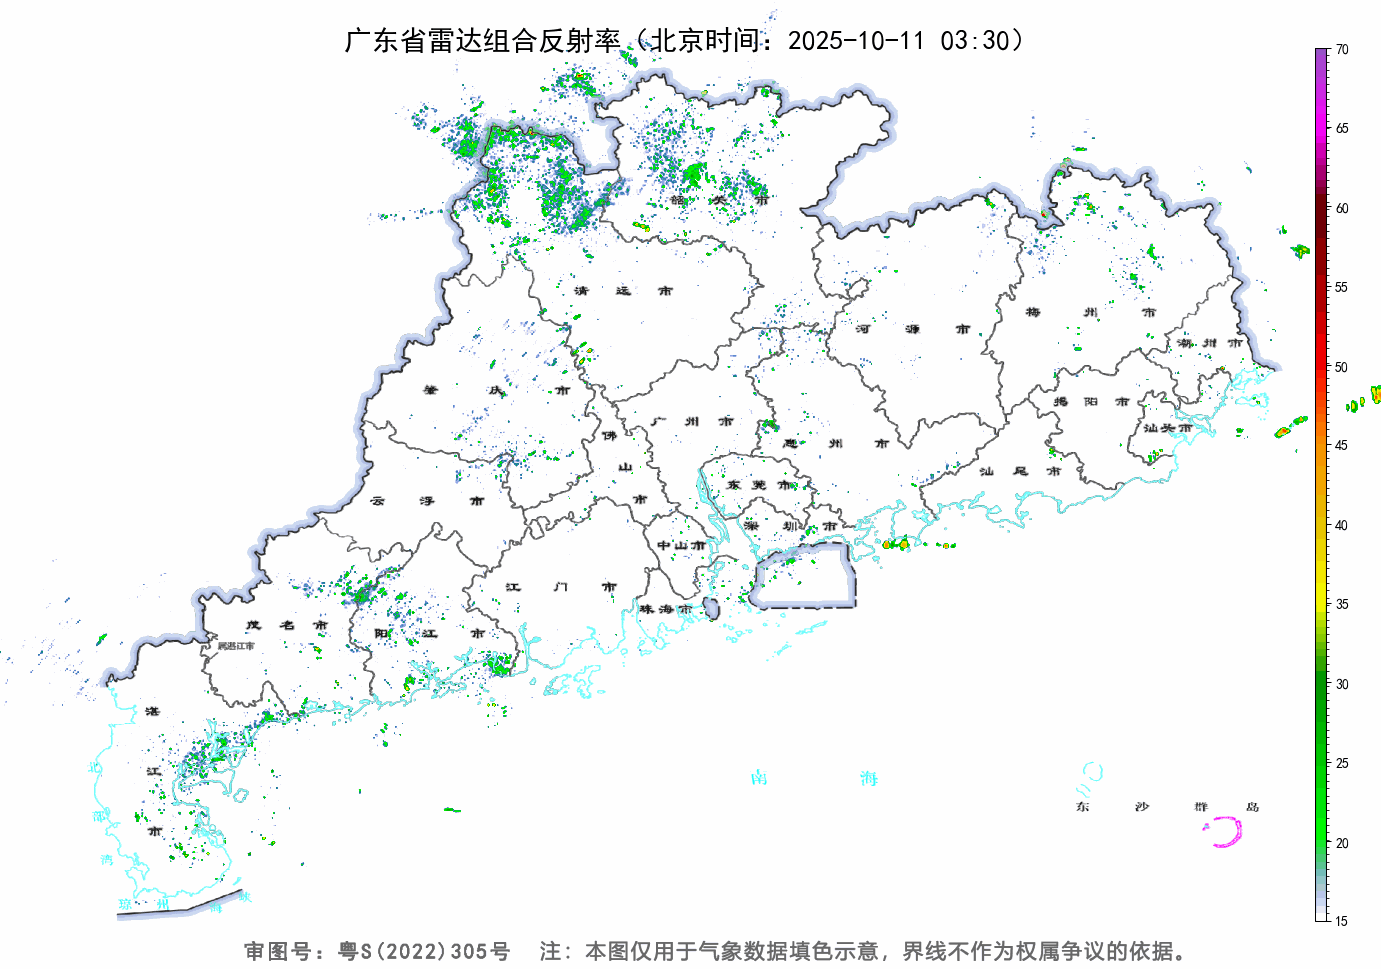 广东省雷达组合反射率（北京时间：2025-10-11 03:30）
70
65
60
55
50
45
40
35
30
25
20
15
韶关市
清远市
河源市
梅州市
潮州市
肇庆市
广州市
佛山市
惠州市
揭阳市
汕头市
汕尾市
云浮市
东莞市
深圳市
中山市
江门市
珠海市
茂名市
属湛江市
阳江市
湛江市
北部湾
琼州海峡
南海
东沙群岛
审图号：粤S(2022)305号 注：本图仅用于气象数据填色示意，界线不作为权属争议的依据。